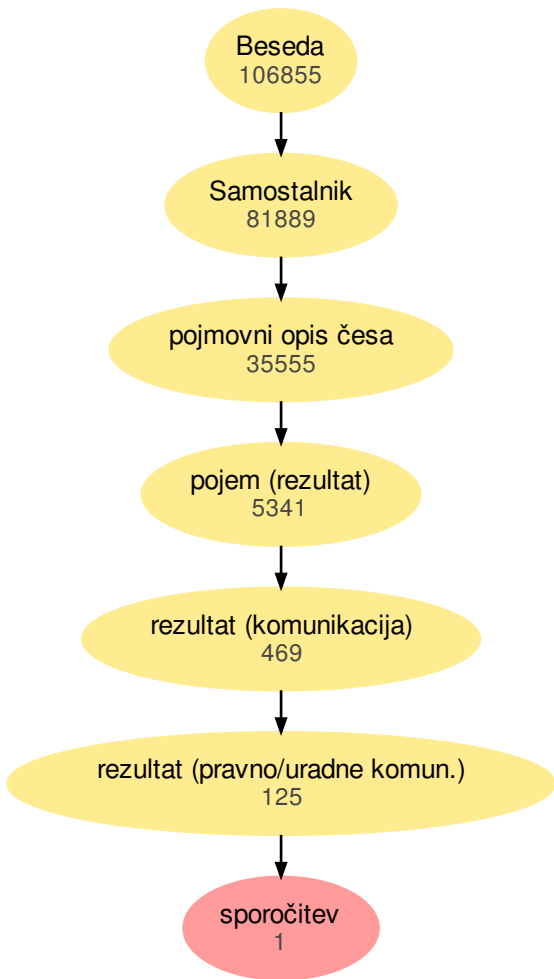 Beseda
106855
Samostalnik
81889
pojmovni opis česa
35555
pojem (rezultat)
5341
rezultat (komunikacija)
469
rezultat (pravno/uradne komun.)
125
sporočitev
1